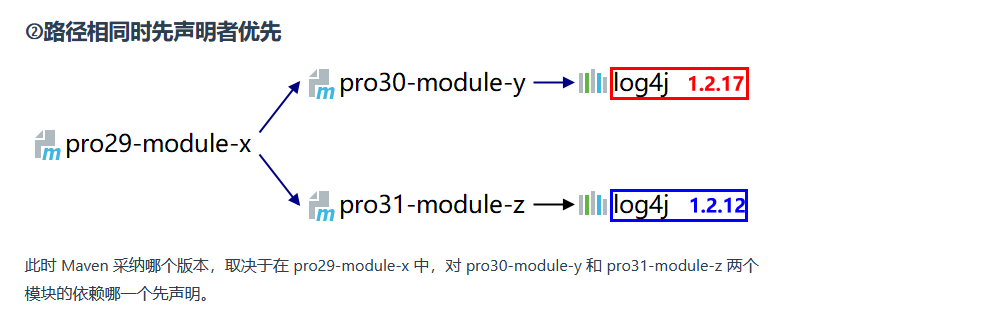 ②路径相同时先声明者优先
m pro30-module-y log4j 1.2.17
m pro29-module-x
m pro31-module-z log4j 1.2.12
此时 Maven 采纳哪个版本，取决于在 pro29-module-x 中，对 pro30-module-y 和 pro31-module-z 两个
模块的依赖哪一个先声明。